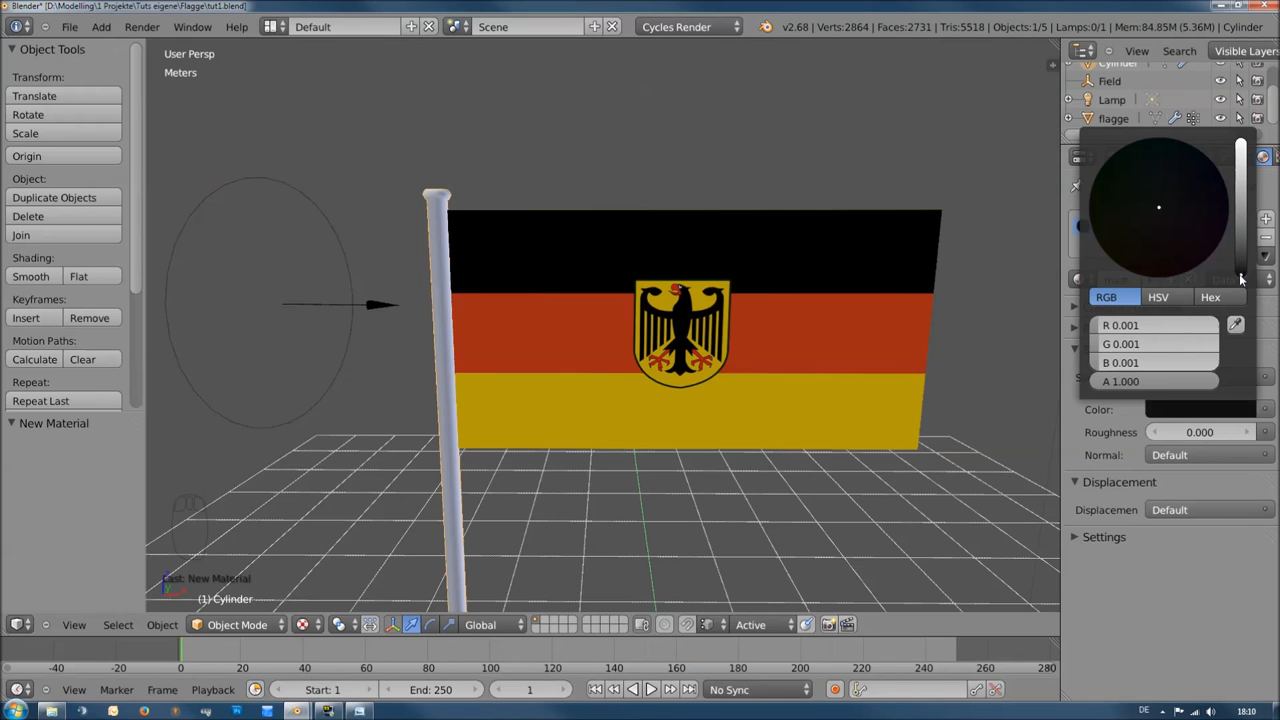 Blender* [D:\Modelling\1 Projekte\Tuts eigene\Flagge\tut1.blend]
File Add Render Window Help
Default
Scene
Cycles Render
v2.68 | Verts:2864 | Faces:2731 | Tris:5518 | Objects:1/5 | Lamps:0/1 | Mem:84.85M (5.36M) | Cylinder
Object Tools
Transform:
Translate
Rotate
Scale
Origin
Object:
Duplicate Objects
Delete
Join
Shading:
Smooth Flat
Keyframes:
Insert Remove
Motion Paths:
Calculate Clear
Repeat:
Repeat Last
New Material
User Persp
Meters
Last: New Material
(1) Cylinder
View Search Visible Layers
Cylinder
Field
Lamp
flagge
RGB HSV Hex
R 0.001
G 0.001
B 0.001
A 1.000
Color:
Roughness 0.000
Normal: Default
Displacement
Displacemen Default
Settings
View Select Object Object Mode Global Active
-40 -20 0 20 40 60 80 100 120 140 160 180 200 220 240 260 280
View Marker Frame Playback Start: 1 End: 250 1 No Sync
DE 18:10